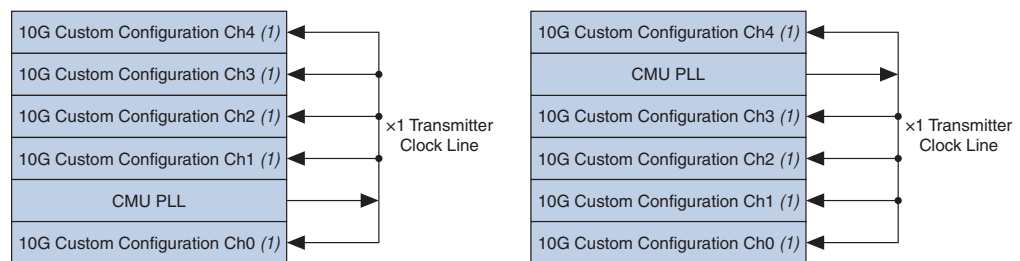 10G Custom Configuration Ch4 (1)
10G Custom Configuration Ch3 (1)
10G Custom Configuration Ch2 (1)
10G Custom Configuration Ch1 (1)
CMU PLL
10G Custom Configuration Ch0 (1)
×1 Transmitter
Clock Line
10G Custom Configuration Ch4 (1)
CMU PLL
10G Custom Configuration Ch3 (1)
10G Custom Configuration Ch2 (1)
10G Custom Configuration Ch1 (1)
10G Custom Configuration Ch0 (1)
×1 Transmitter
Clock Line